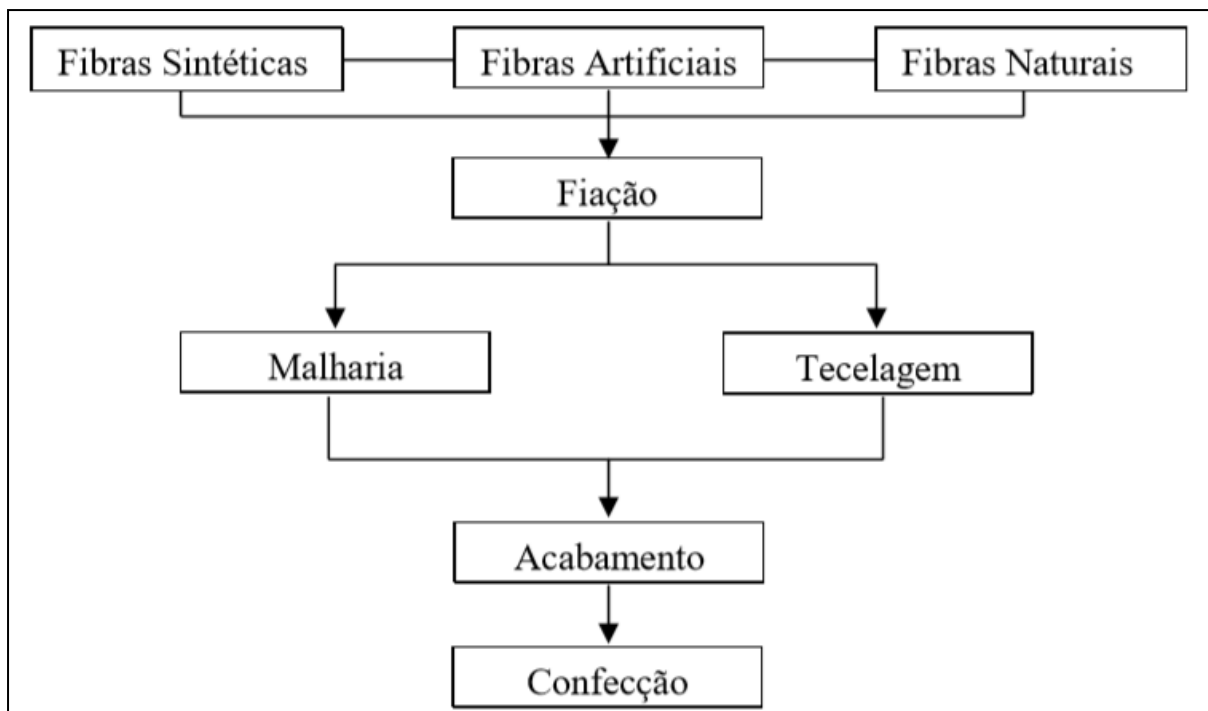 Fibras Sintéticas
Fibras Artificiais
Fibras Naturais
Fiação
Malharia
Tecelagem
Acabamento
Confecção